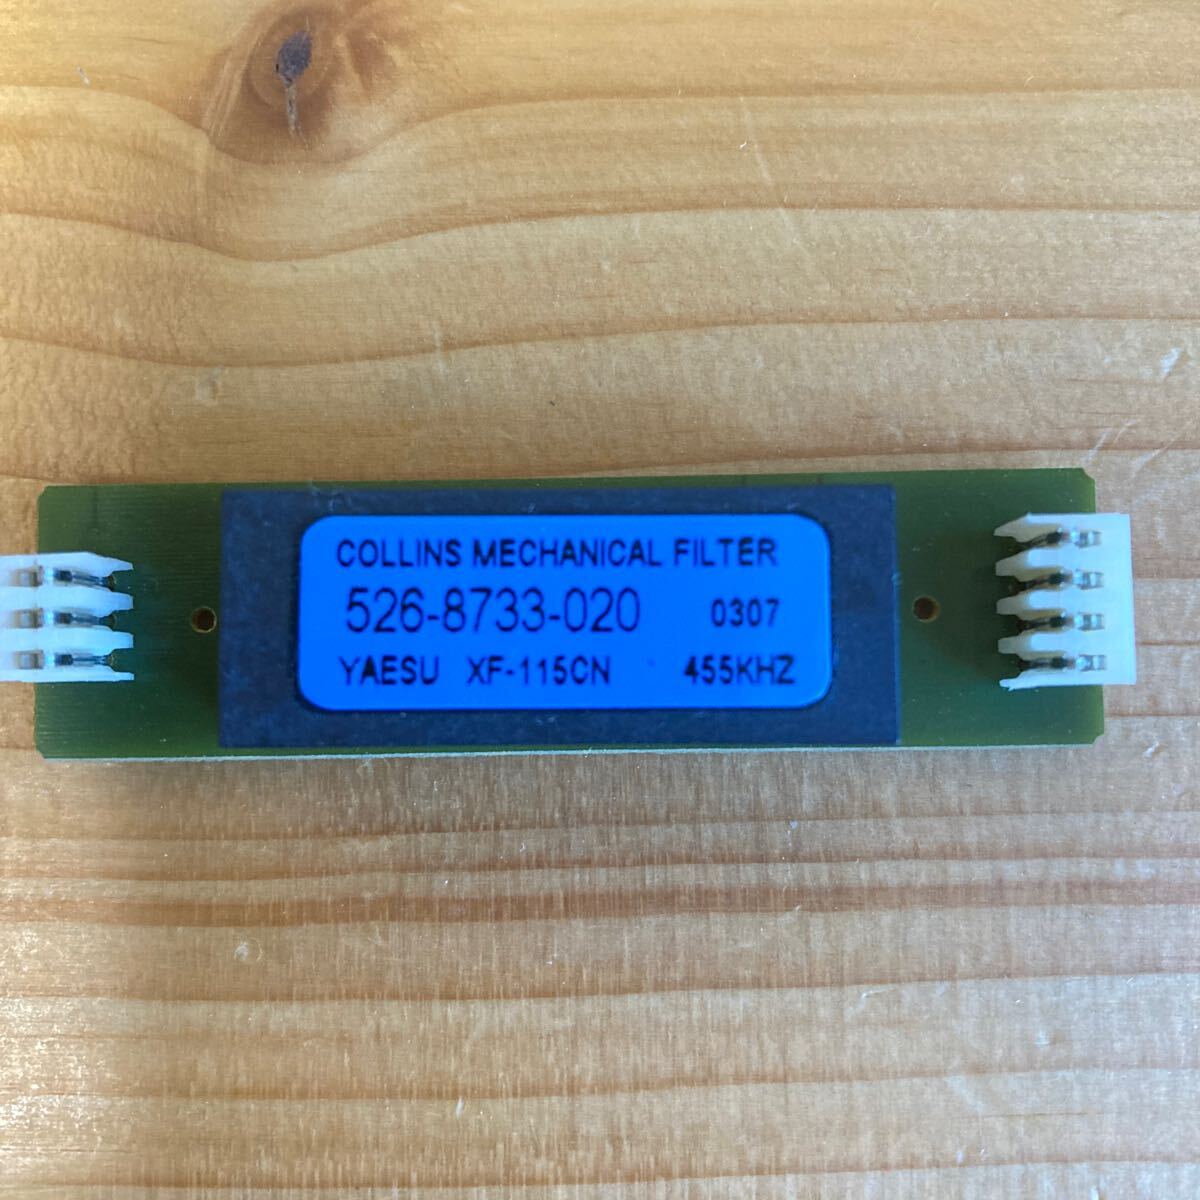 COLLINS MECHANICAL FILTER
526-8733-020 0307
YAESU XF-115CN 455KHZ